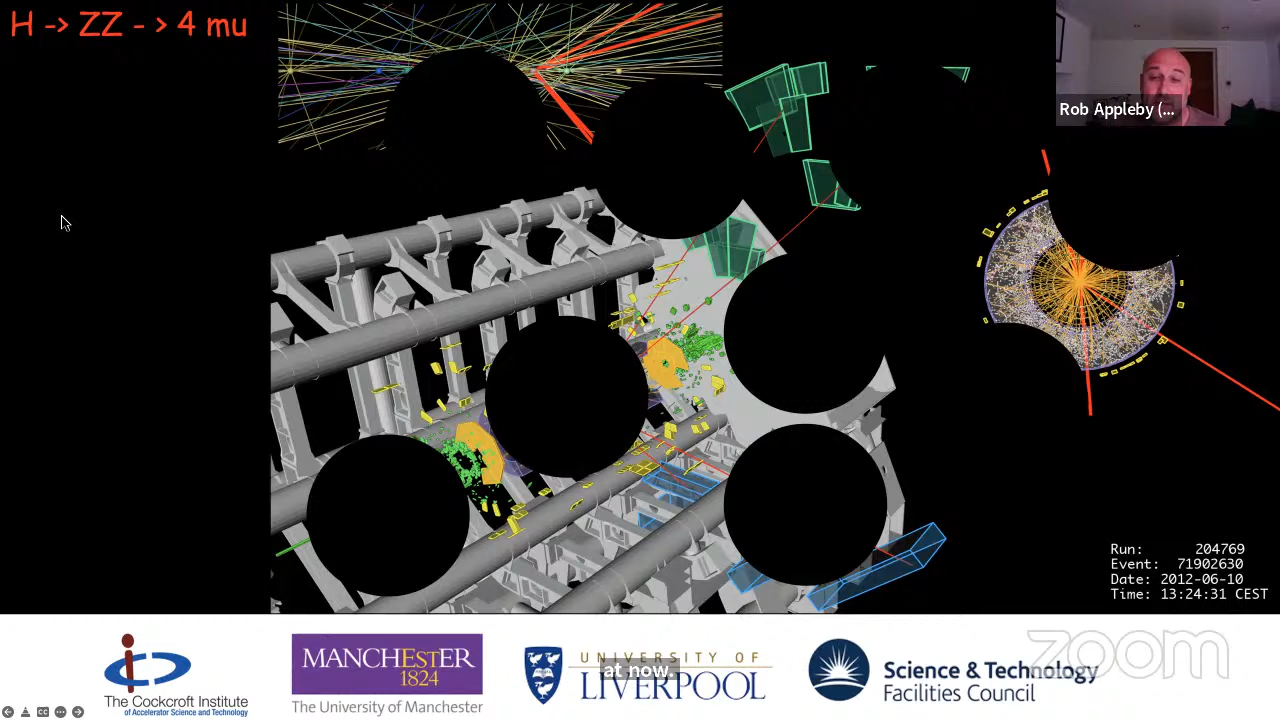 H -> ZZ - > 4 mu
Rob Appleby (...
Run: 204769
Event: 71902630
Date: 2012-06-10
Time: 13:24:31 CEST
The Cockcroft Institute
of Accelerator Science and Technology
MANCHESTER
1824
The University of Manchester
UNIVERSITY OF
LIVERPOOL
at now.
Science & Technology
Facilities Council
zoom
CC